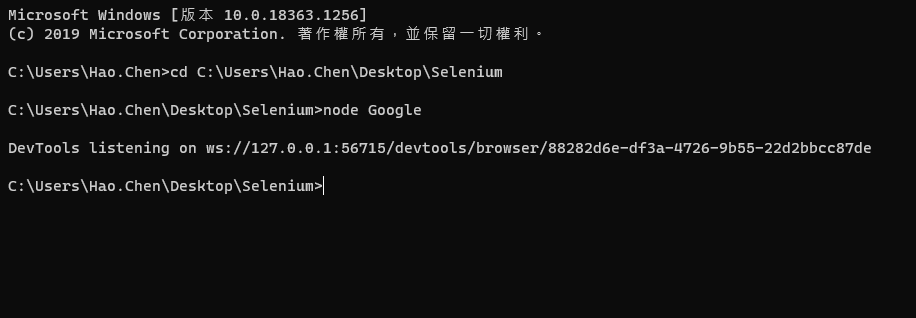 Microsoft Windows [版本 10.0.18363.1256]
(c) 2019 Microsoft Corporation. 著作權所有，並保留一切權利。
C:\Users\Hao.Chen>cd C:\Users\Hao.Chen\Desktop\Selenium
C:\Users\Hao.Chen\Desktop\Selenium>node Google
DevTools listening on ws://127.0.0.1:56715/devtools/browser/88282d6e-df3a-4726-9b55-22d2bbcc87de
C:\Users\Hao.Chen\Desktop\Selenium>